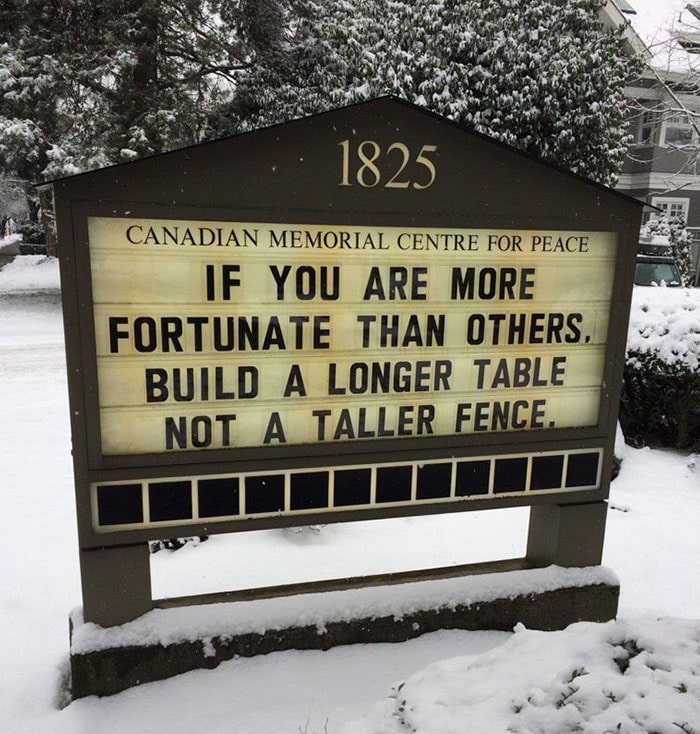 1825
CANADIAN MEMORIAL CENTRE FOR PEACE
IF YOU ARE MORE
FORTUNATE THAN OTHERS,
BUILD A LONGER TABLE
NOT A TALLER FENCE.